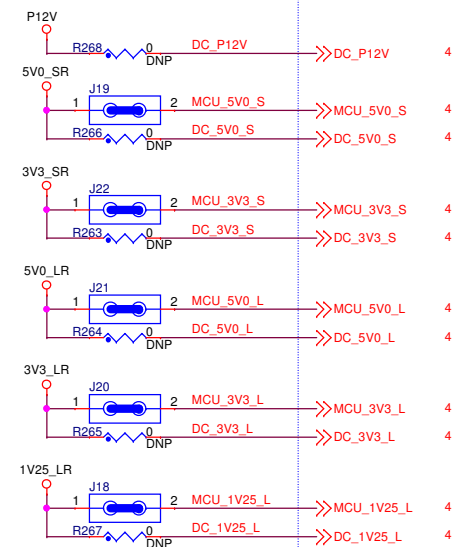 P12V
R268 0 DC_P12V DC_P12V 4
DNP
5V0_SR
J19
1 2 MCU_5V0_S MCU_5V0_S 4
R266 0 DC_5V0_S DC_5V0_S 4
DNP
3V3_SR
J22
1 2 MCU_3V3_S MCU_3V3_S 4
R263 0 DC_3V3_S DC_3V3_S 4
DNP
5V0_LR
J21
1 2 MCU_5V0_L MCU_5V0_L 4
R264 0 DC_5V0_L DC_5V0_L 4
DNP
3V3_LR
J20
1 2 MCU_3V3_L MCU_3V3_L 4
R265 0 DC_3V3_L DC_3V3_L 4
DNP
1V25_LR
J18
1 2 MCU_1V25_L MCU_1V25_L 4
R267 0 DC_1V25_L DC_1V25_L 4
DNP